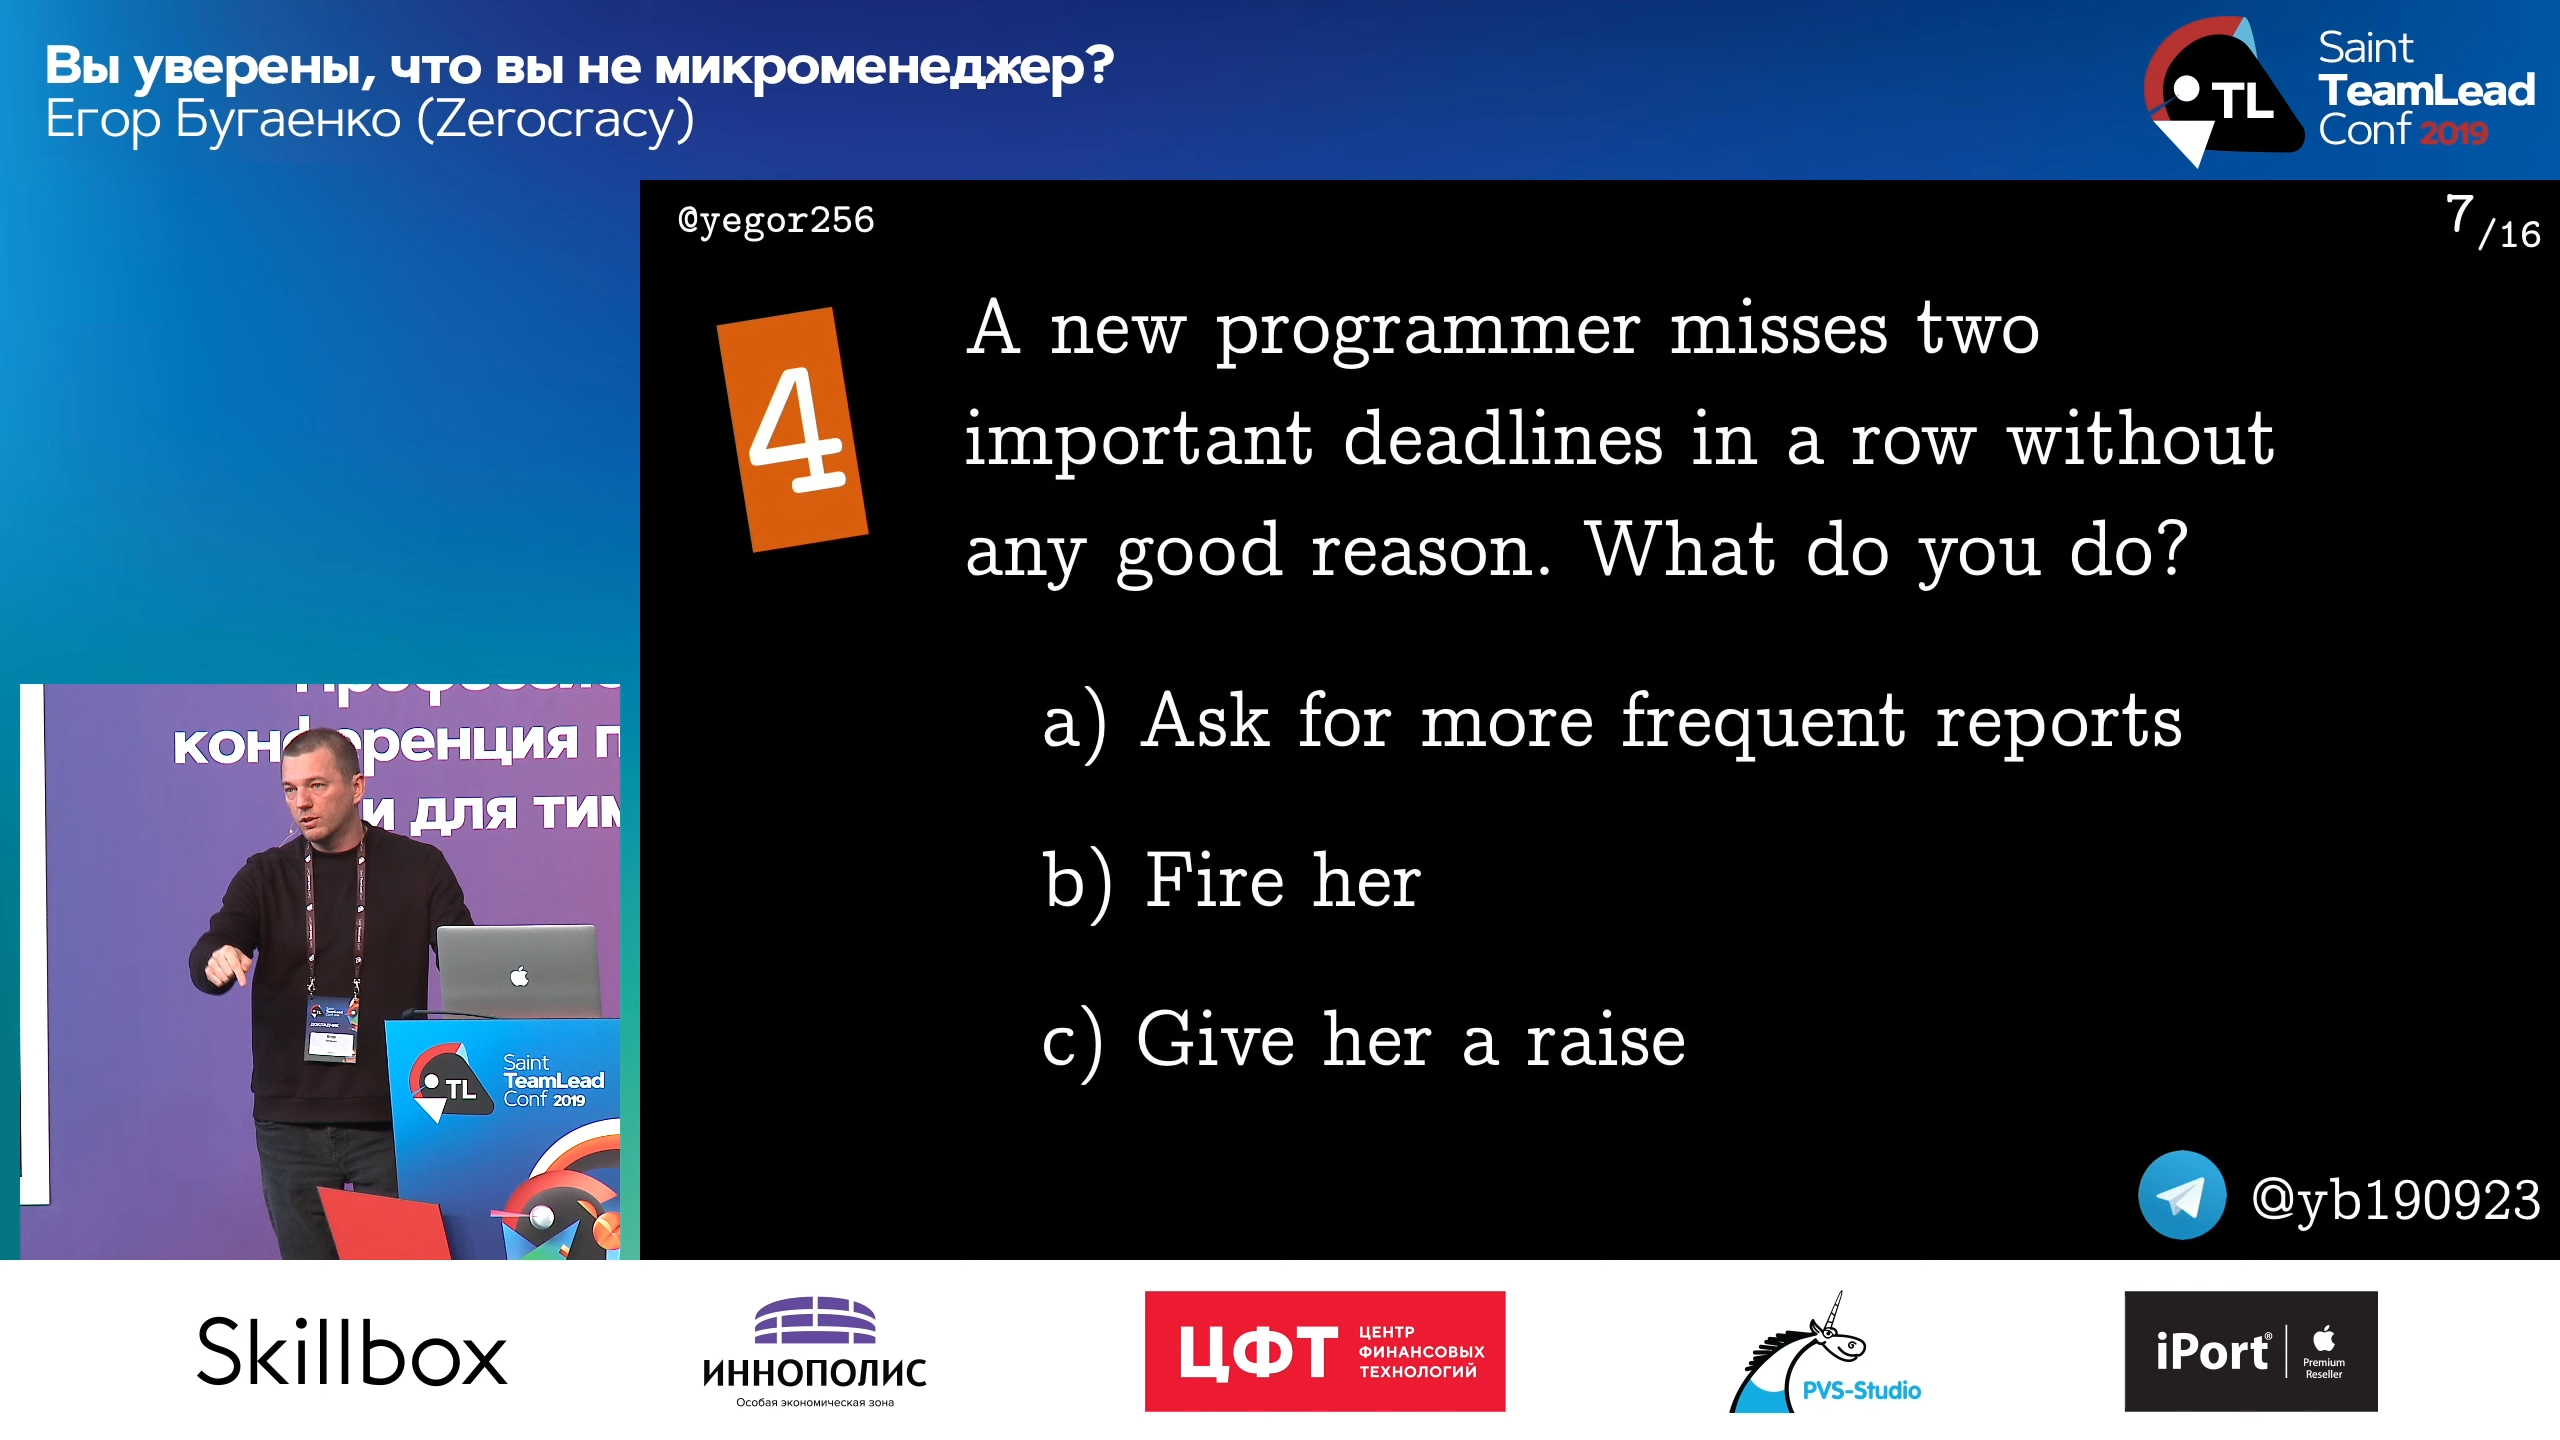 Вы уверены, что вы не микроменеджер?
Егор Бугаенко (Zerocracy)
TL
Saint
TeamLead
Conf 2019
@yegor256
7/16
4
A new programmer misses two
important deadlines in a row without
any good reason. What do you do?
a) Ask for more frequent reports
b) Fire her
c) Give her a raise
@yb190923
конференция
и для
TL
Saint
TeamLead
Conf 2019
Skillbox
ИННОПОЛИС
Особая экономическая зона
ЦФТ
ЦЕНТР
ФИНАНСОВЫХ
ТЕХНОЛОГИЙ
PVS-Studio
iPort®
Premium
Reseller